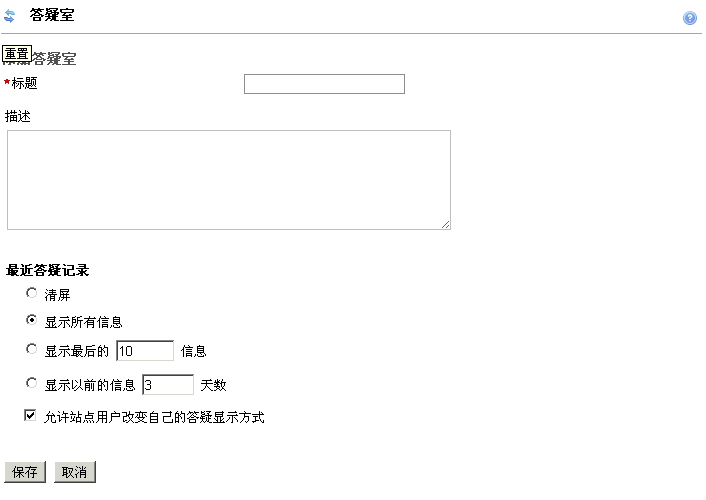 答疑室
重置
答疑室
*标题
描述
最近答疑记录
清屏
显示所有信息
显示最后的 10 信息
显示以前的信息 3 天数
允许站点用户改变自己的答疑显示方式
保存 取消